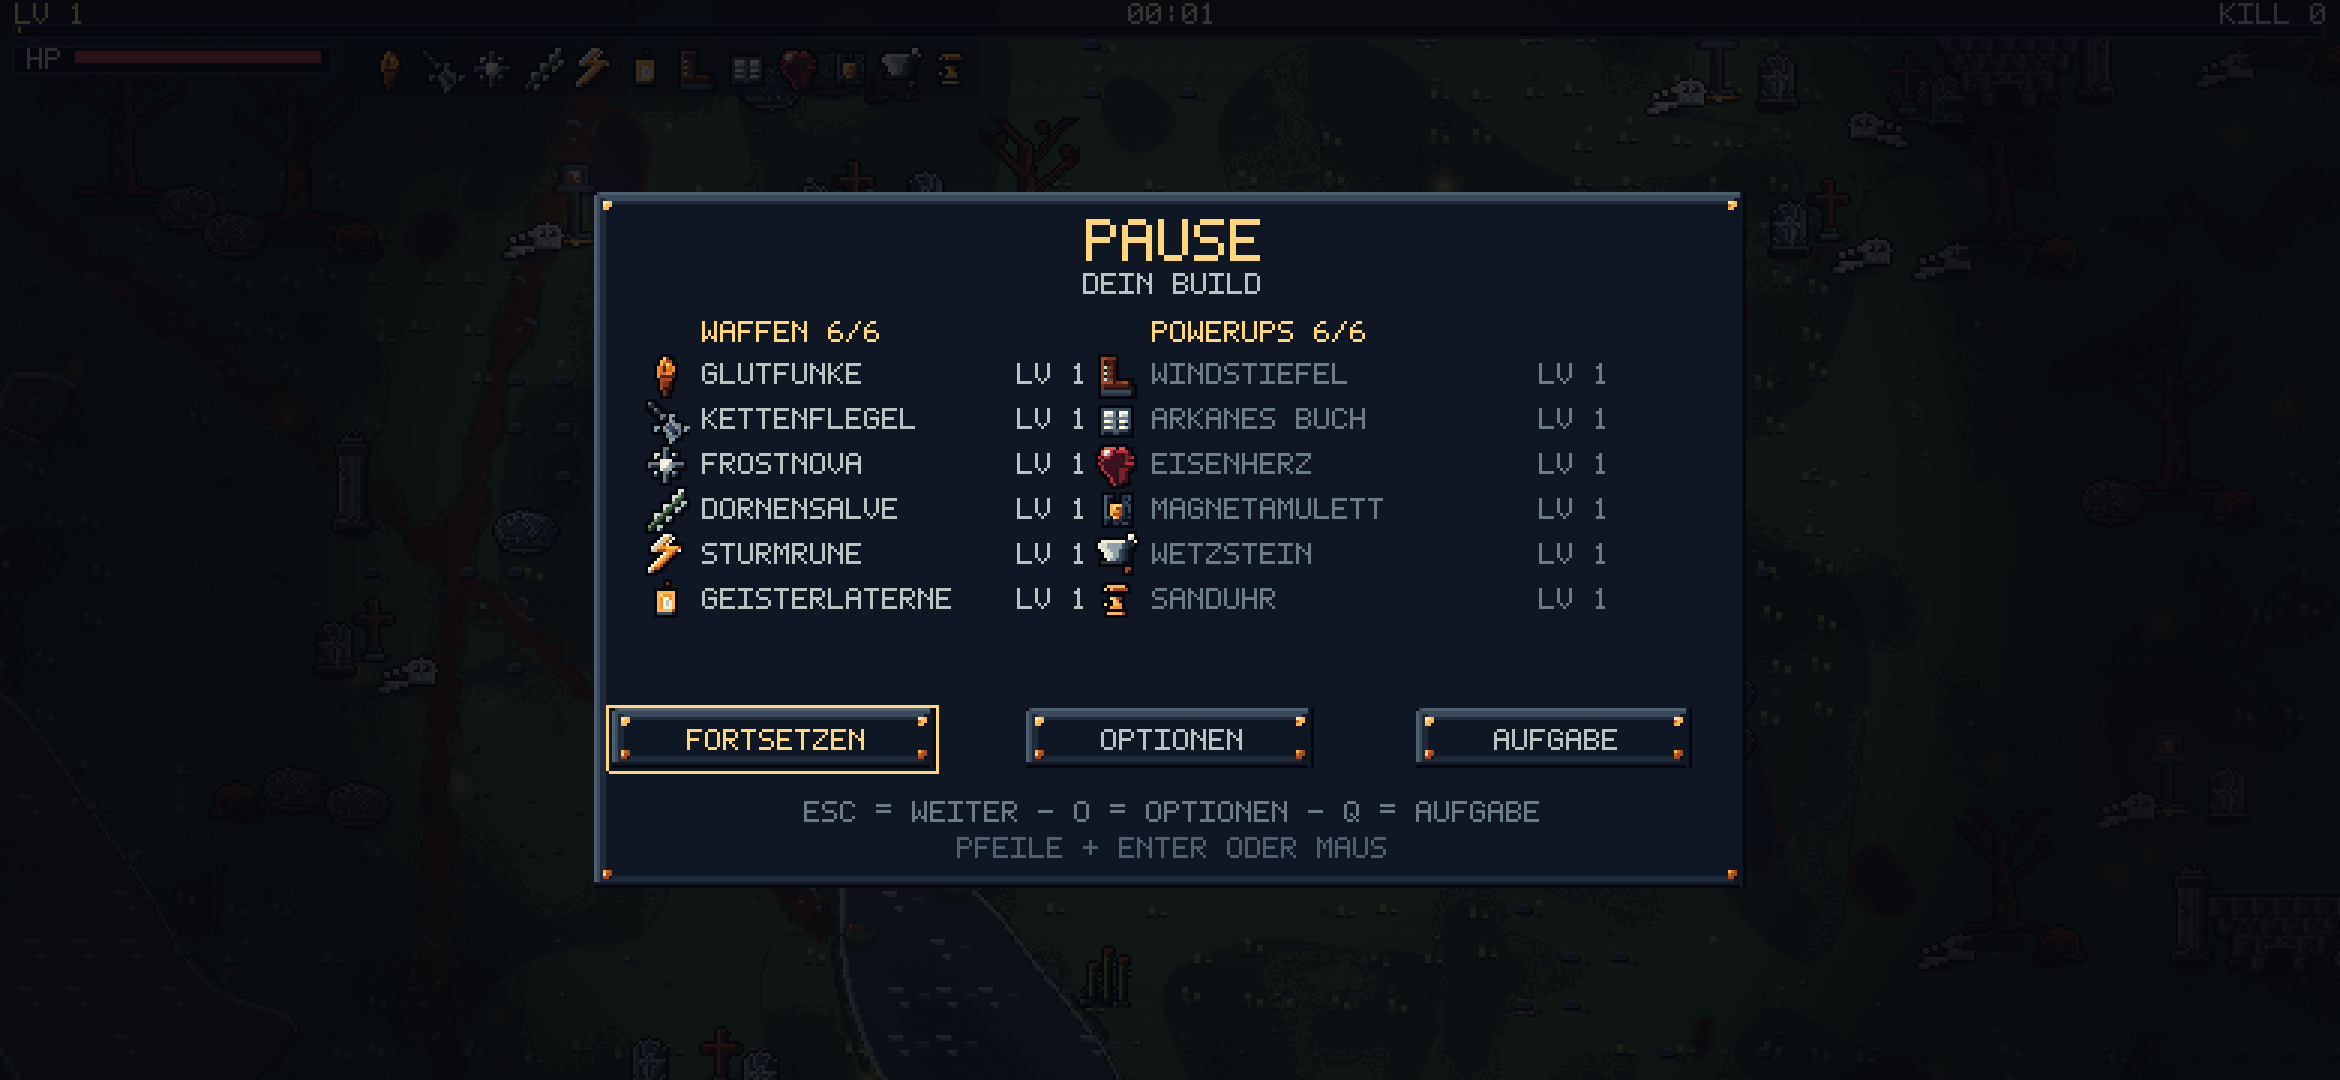 LV 1
00:01
KILL 0
HP
PAUSE
DEIN BUILD
WAFFEN 6/6
GLUTFUNKE LV 1
KETTENFLEGEL LV 1
FROSTNOVA LV 1
DORNENSALVE LV 1
STURMRUNE LV 1
GEISTERLATERNE LV 1
POWERUPS 6/6
WINDSTIEFEL LV 1
ARKANES BUCH LV 1
EISENHERZ LV 1
MAGNETAMULETT LV 1
WETZSTEIN LV 1
SANDUHR LV 1
FORTSETZEN
OPTIONEN
AUFGABE
ESC = WEITER - O = OPTIONEN - Q = AUFGABE
PFEILE + ENTER ODER MAUS